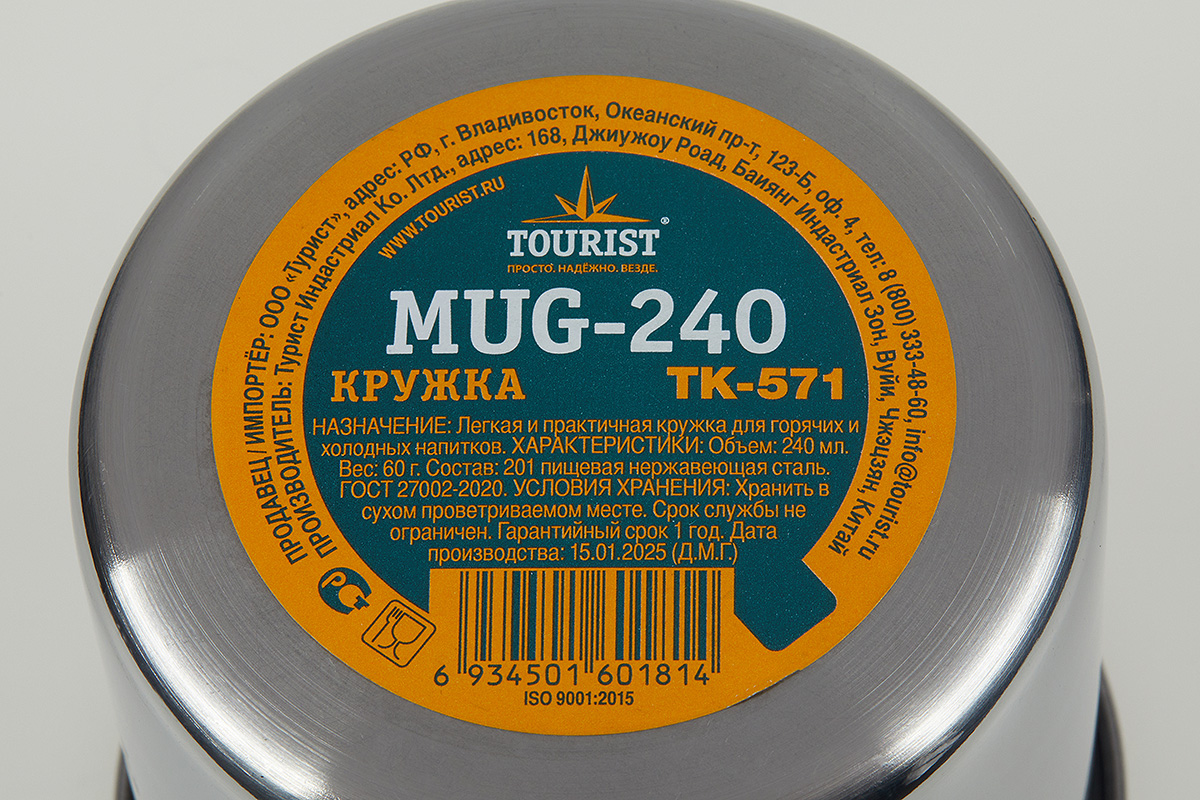 ПРОДАВЕЦ / ИМПОРТЁР: ООО «Турист», адрес: РФ, г. Владивосток, Океанский пр-т, 123-Б, оф. 4, тел: 8 (800) 333-48-60, info@tourist.ru
ПРОИЗВОДИТЕЛЬ: Турист Индастриал Ко. Лтд., адрес: 168, Джиужоу Роад, Баиянг Индастриал Зон, Вуйи, Чжэцзян, Китай
WWW.TOURIST.RU
TOURIST®
ПРОСТО. НАДЁЖНО. ВЕЗДЕ.
MUG-240
КРУЖКА TK-571
НАЗНАЧЕНИЕ: Легкая и практичная кружка для горячих и
холодных напитков. ХАРАКТЕРИСТИКИ: Объем: 240 мл.
Вес: 60 г. Состав: 201 пищевая нержавеющая сталь.
ГОСТ 27002-2020. УСЛОВИЯ ХРАНЕНИЯ: Хранить в
сухом проветриваемом месте. Срок службы не
ограничен. Гарантийный срок 1 год. Дата
производства: 15.01.2025 (Д.М.Г.)
РСТ
6 934501 601814
ISO 9001:2015